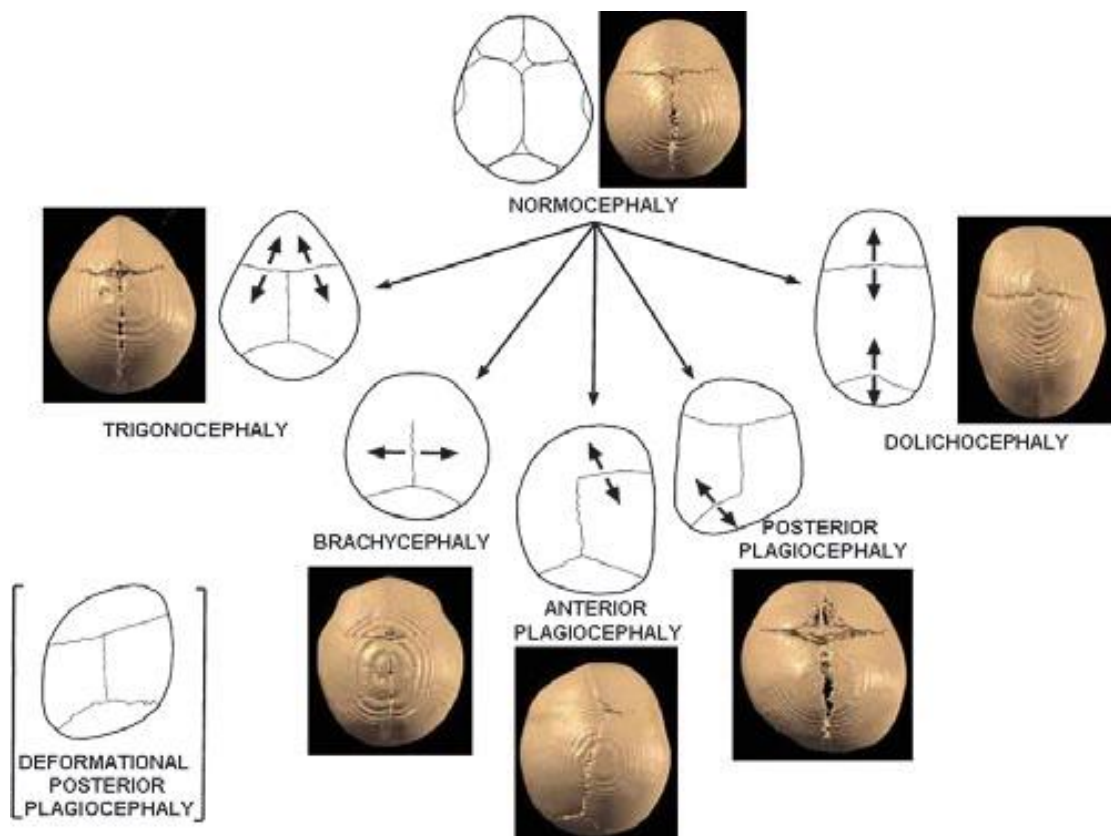 NORMOCEPHALY
TRIGONOCEPHALY
DOLICHOCEPHALY
BRACHYCEPHALY
POSTERIOR
PLAGIOCEPHALY
ANTERIOR
PLAGIOCEPHALY
DEFORMATIONAL
POSTERIOR
PLAGIOCEPHALY